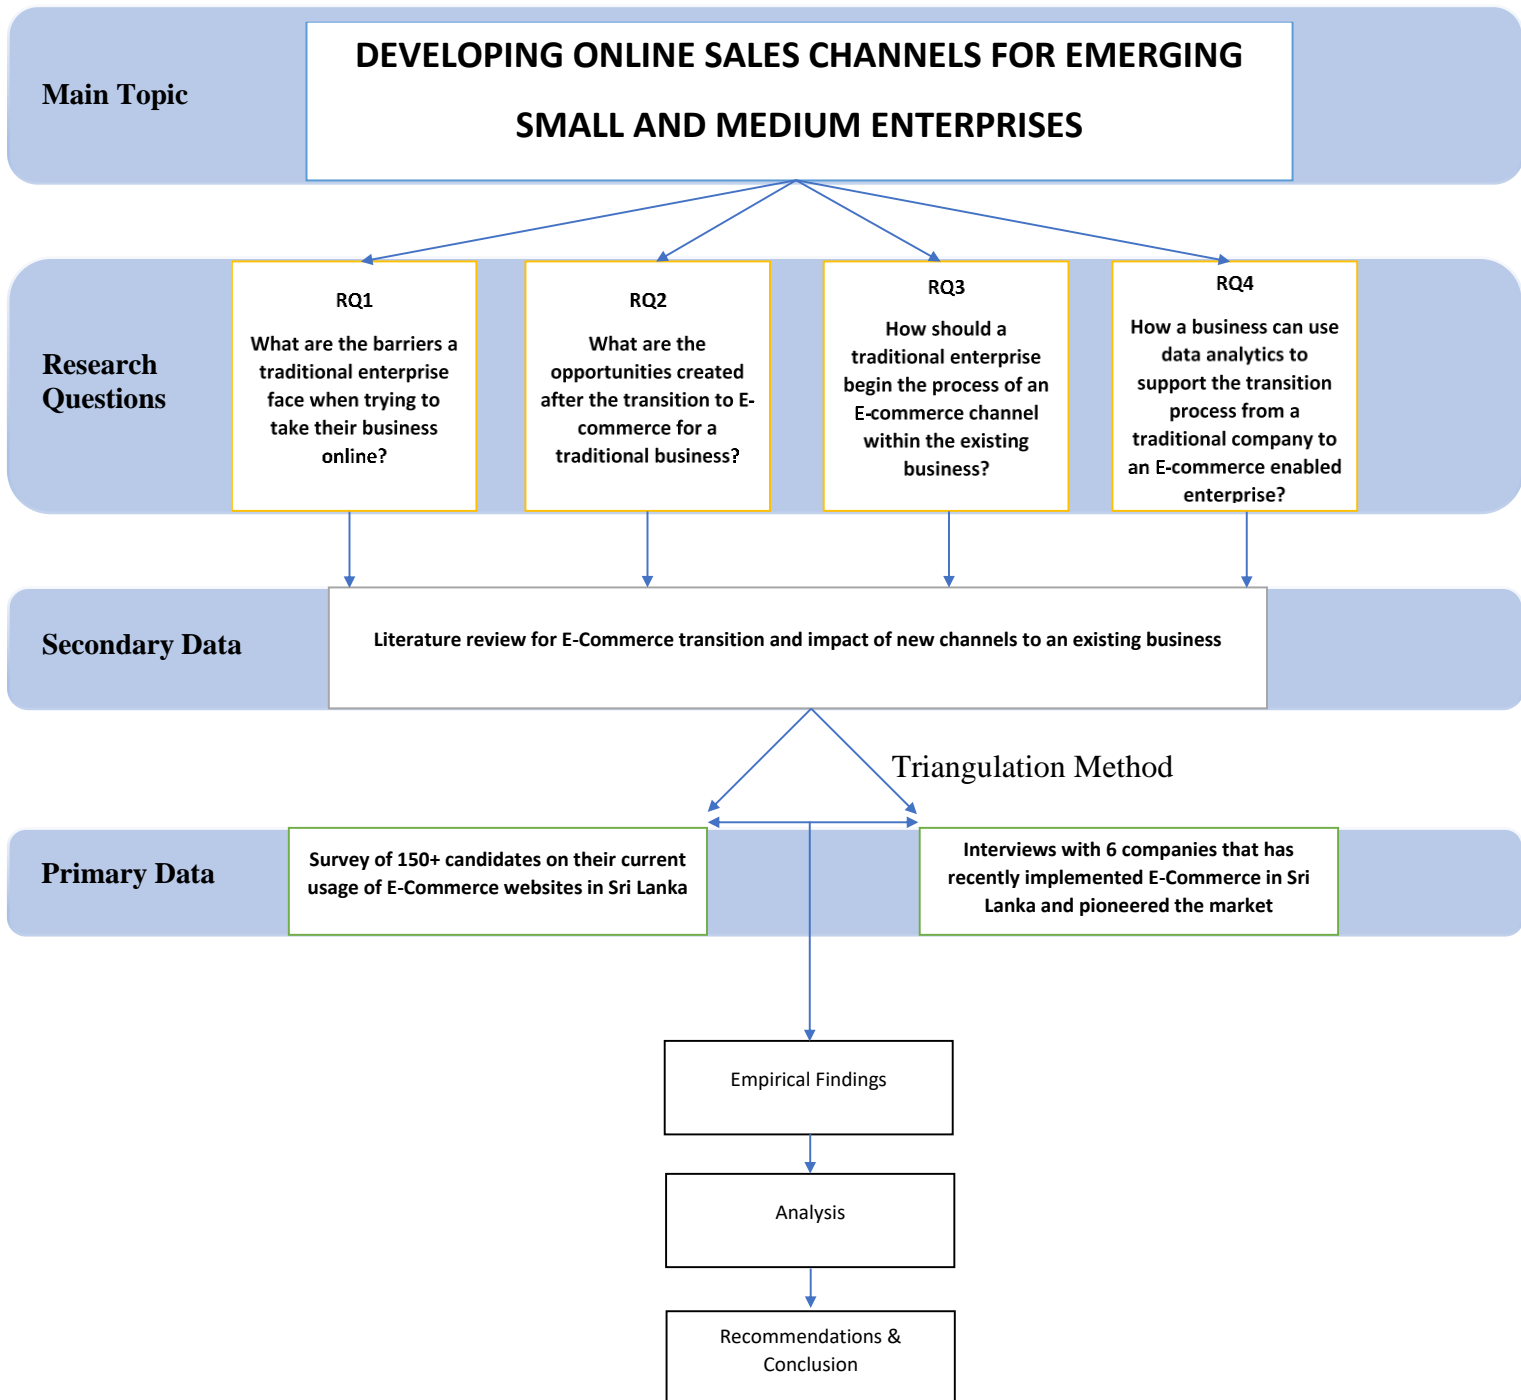 DEVELOPING ONLINE SALES CHANNELS FOR EMERGING
SMALL AND MEDIUM ENTERPRISES
Main Topic
Research
Questions
RQ1
What are the barriers a
traditional enterprise
face when trying to
take their business
online?
RQ2
What are the
opportunities created
after the transition to E-
commerce for a
traditional business?
RQ3
How should a
traditional enterprise
begin the process of an
E-commerce channel
within the existing
business?
RQ4
How a business can use
data analytics to
support the transition
process from a
traditional company to
an E-commerce enabled
enterprise?
Secondary Data
Literature review for E-Commerce transition and impact of new channels to an existing business
Triangulation Method
Primary Data
Survey of 150+ candidates on their current
usage of E-Commerce websites in Sri Lanka
Interviews with 6 companies that has
recently implemented E-Commerce in Sri
Lanka and pioneered the market
Empirical Findings
Analysis
Recommendations &
Conclusion